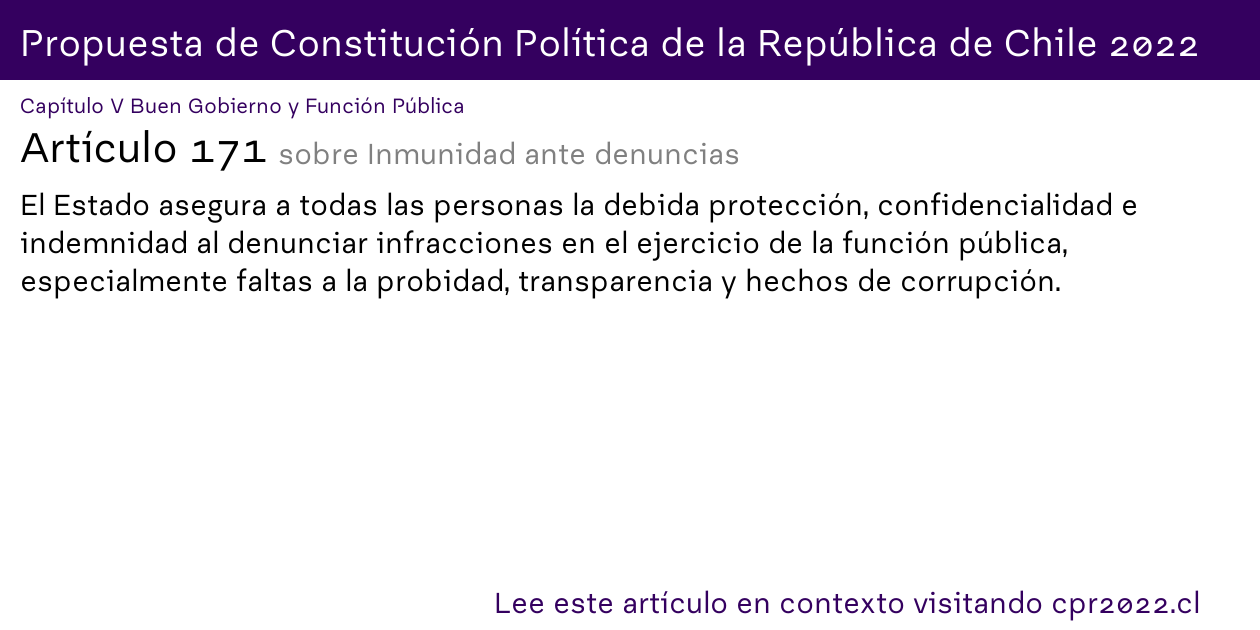 Propuesta de Constitución Política de la República de Chile 2022
Capítulo V Buen Gobierno y Función Pública
Artículo 171 sobre Inmunidad ante denuncias
El Estado asegura a todas las personas la debida protección, confidencialidad e
indemnidad al denunciar infracciones en el ejercicio de la función pública,
especialmente faltas a la probidad, transparencia y hechos de corrupción.
Lee este artículo en contexto visitando cpr2022.cl